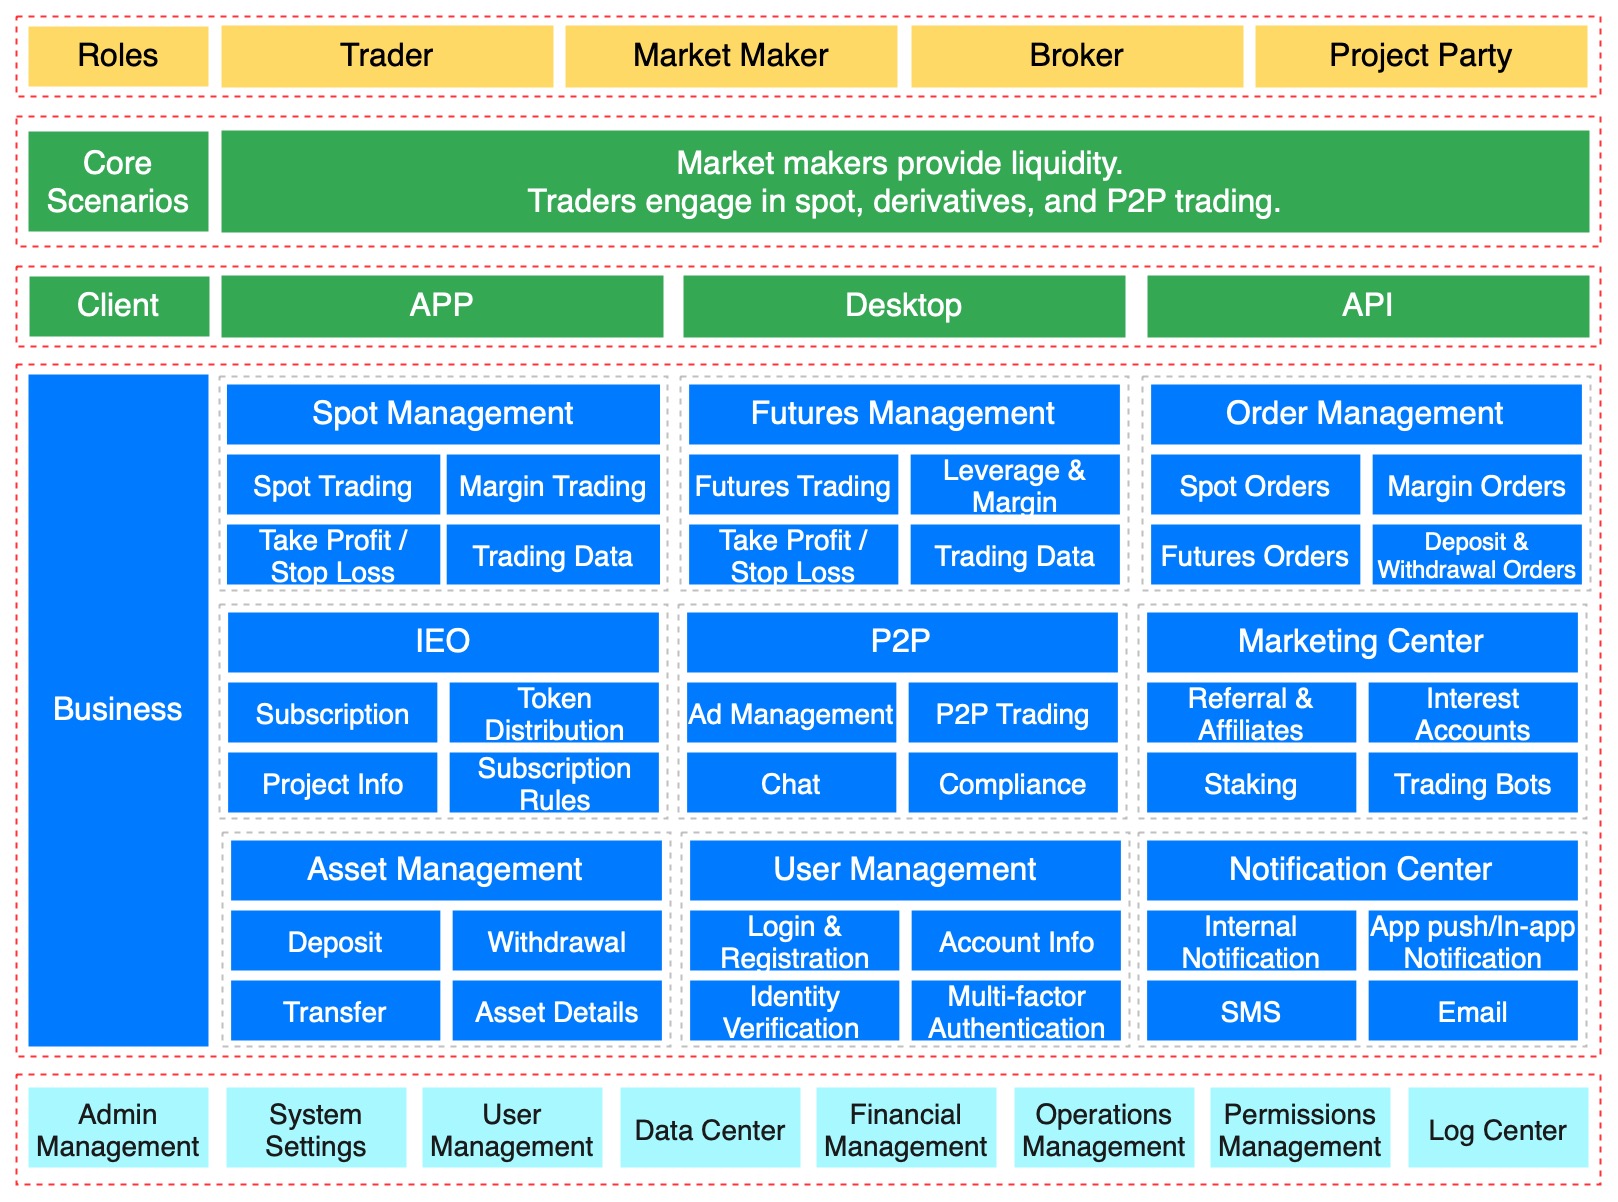 Roles
Trader
Market Maker
Broker
Project Party
Core
Scenarios
Market makers provide liquidity.
Traders engage in spot, derivatives, and P2P trading.
Client
APP
Desktop
API
Business
Spot Management
Spot Trading
Margin Trading
Take Profit /
Stop Loss
Trading Data
Futures Management
Futures Trading
Leverage &
Margin
Take Profit /
Stop Loss
Trading Data
Order Management
Spot Orders
Margin Orders
Futures Orders
Deposit &
Withdrawal Orders
IEO
Subscription
Token
Distribution
Project Info
Subscription
Rules
P2P
Ad Management
P2P Trading
Chat
Compliance
Marketing Center
Referral &
Affiliates
Interest
Accounts
Staking
Trading Bots
Asset Management
Deposit
Withdrawal
Transfer
Asset Details
User Management
Login &
Registration
Account Info
Identity
Verification
Multi-factor
Authentication
Notification Center
Internal
Notification
App push/In-app
Notification
SMS
Email
Admin
Management
System
Settings
User
Management
Data Center
Financial
Management
Operations
Management
Permissions
Management
Log Center